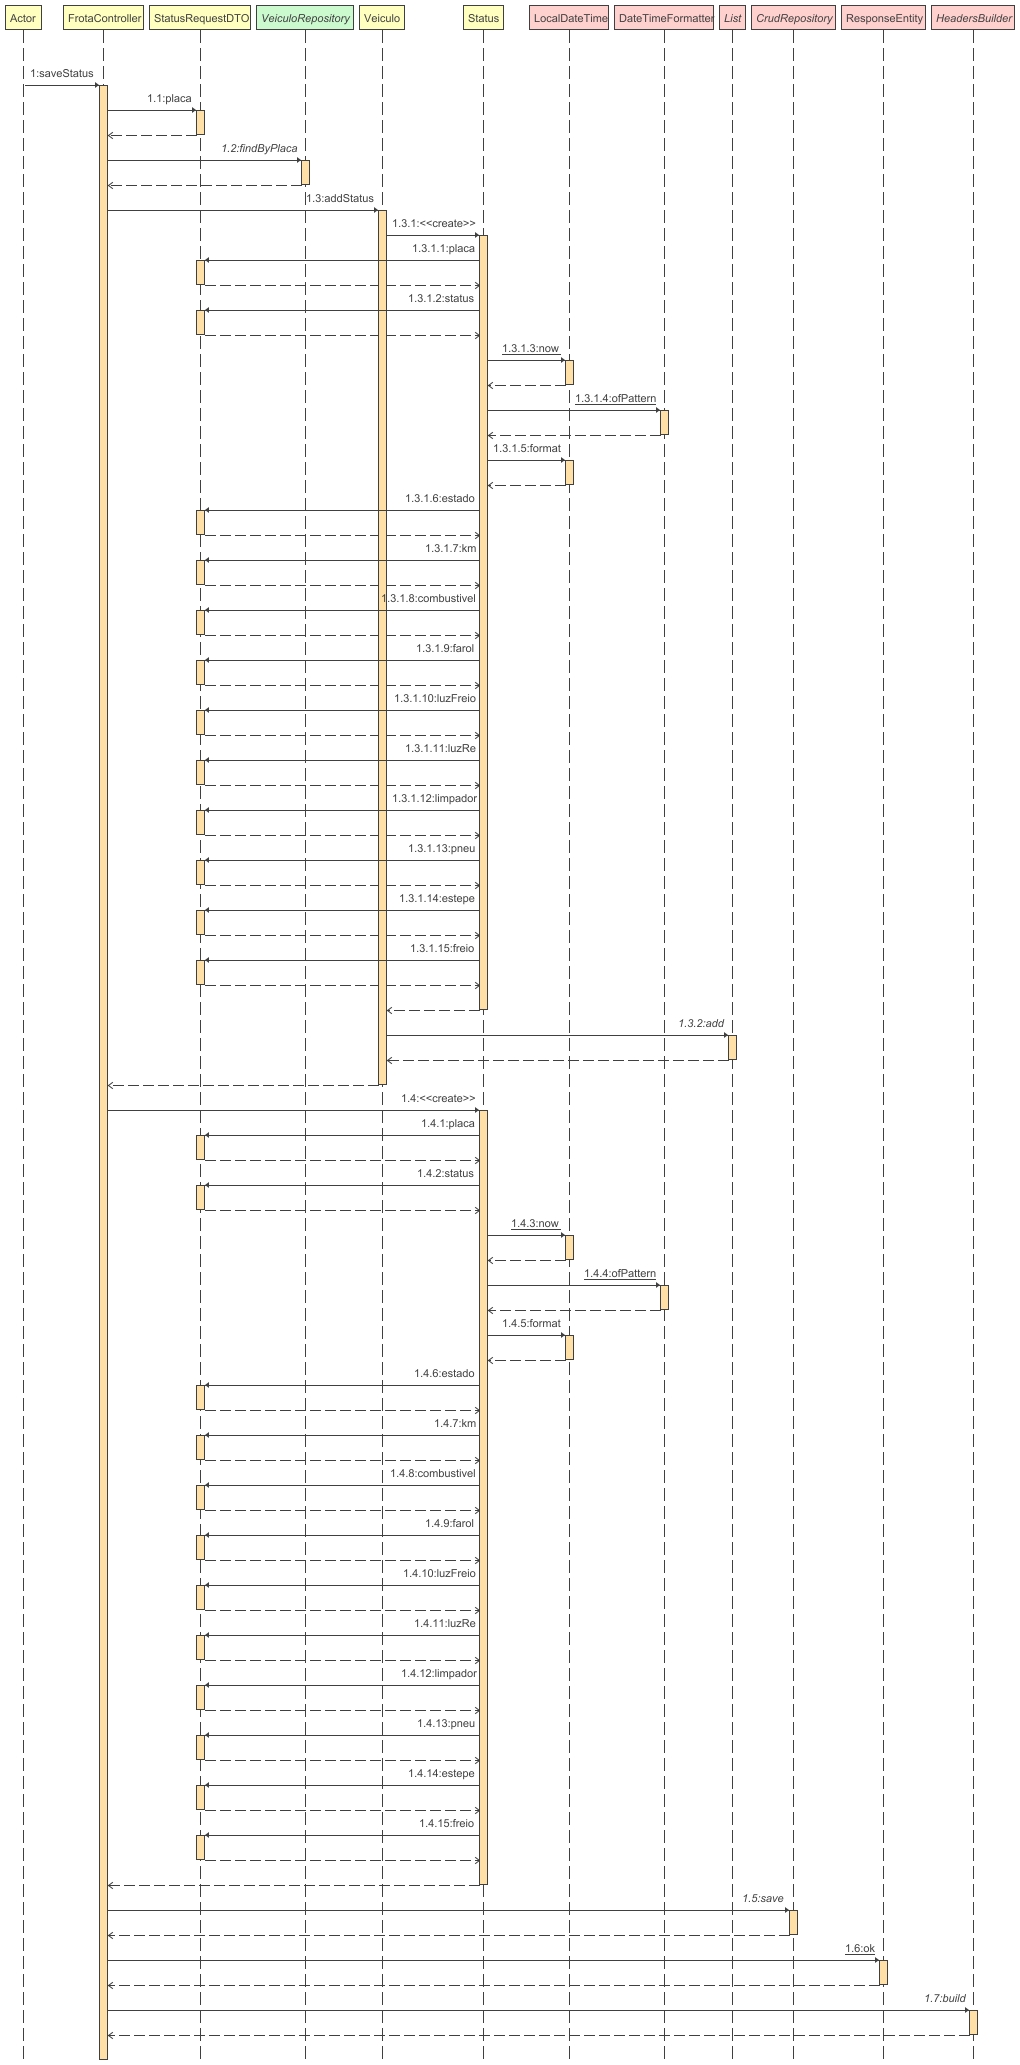 Actor
FrotaController
StatusRequestDTO
VeiculoRepository
Veiculo
Status
LocalDateTime
DateTimeFormatter
List
CrudRepository
ResponseEntity
HeadersBuilder
1:saveStatus
1.1:placa
1.2:findByPlaca
1.3:addStatus
1.3.1:<<create>>
1.3.1.1:placa
1.3.1.2:status
1.3.1.3:now
1.3.1.4:ofPattern
1.3.1.5:format
1.3.1.6:estado
1.3.1.7:km
1.3.1.8:combustivel
1.3.1.9:farol
1.3.1.10:luzFreio
1.3.1.11:luzRe
1.3.1.12:limpador
1.3.1.13:pneu
1.3.1.14:estepe
1.3.1.15:freio
1.3.2:add
1.4:<<create>>
1.4.1:placa
1.4.2:status
1.4.3:now
1.4.4:ofPattern
1.4.5:format
1.4.6:estado
1.4.7:km
1.4.8:combustivel
1.4.9:farol
1.4.10:luzFreio
1.4.11:luzRe
1.4.12:limpador
1.4.13:pneu
1.4.14:estepe
1.4.15:freio
1.5:save
1.6:ok
1.7:build